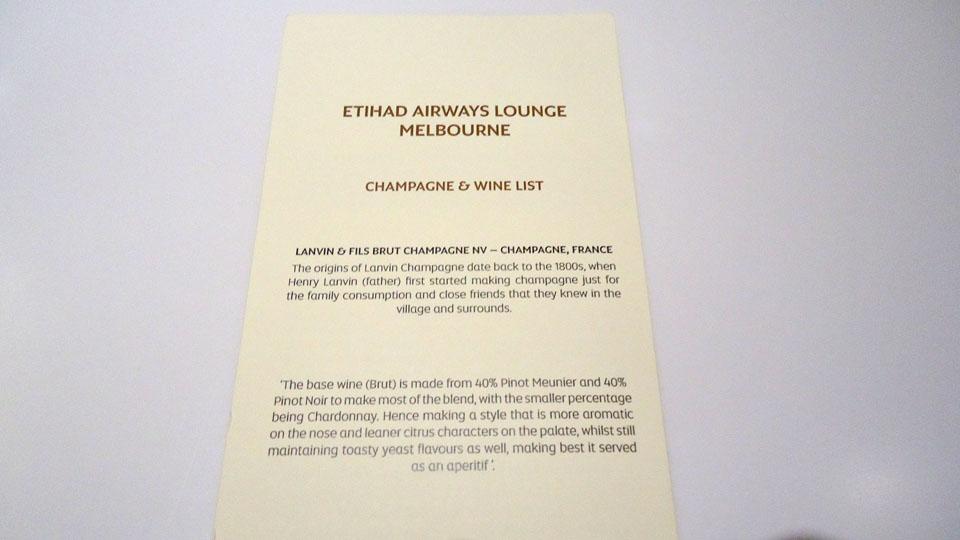 ETIHAD AIRWAYS LOUNGE
MELBOURNE
CHAMPAGNE & WINE LIST
LANVIN & FILS BRUT CHAMPAGNE NV – CHAMPAGNE, FRANCE
The origins of Lanvin Champagne date back to the 1800s, when
Henry Lanvin (father) first started making champagne just for
the family consumption and close friends that they knew in the
village and surrounds.
'The base wine (Brut) is made from 40% Pinot Meunier and 40%
Pinot Noir to make most of the blend, with the smaller percentage
being Chardonnay. Hence making a style that is more aromatic
on the nose and leaner citrus characters on the palate, whilst still
maintaining toasty yeast flavours as well, making best it served
as an aperitif'.